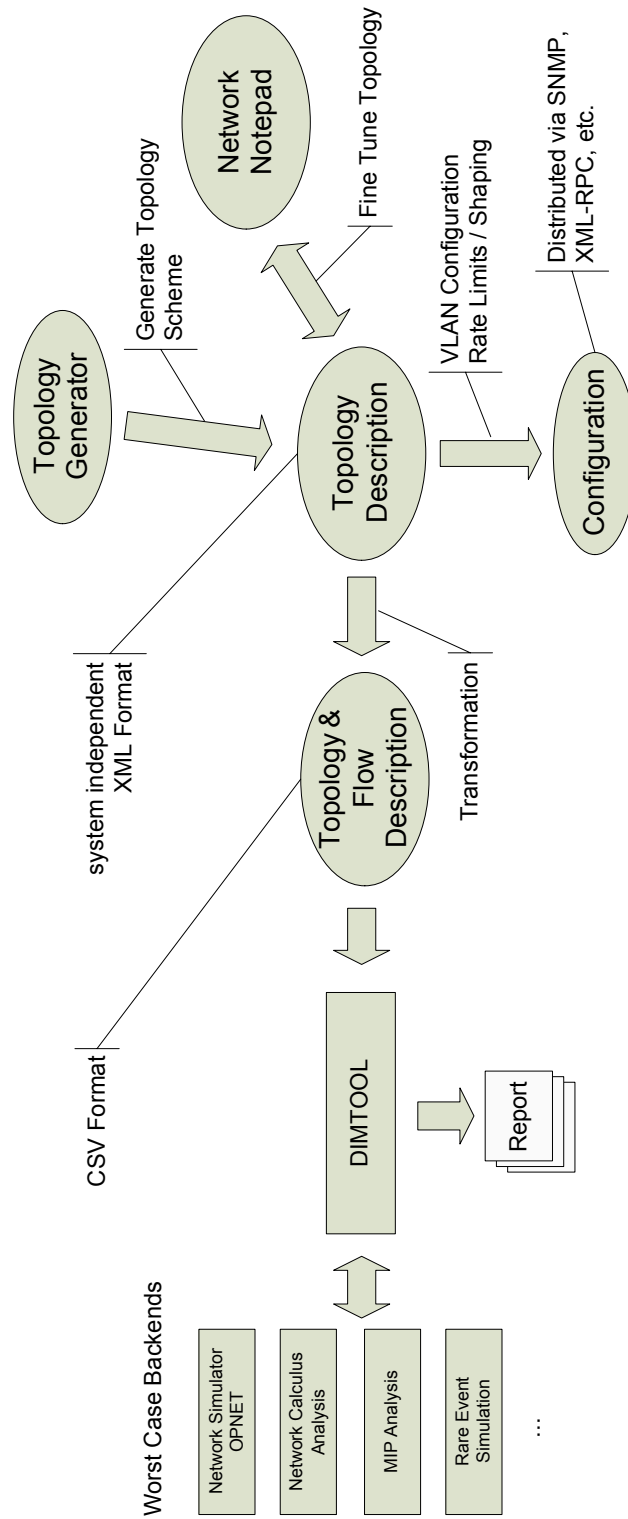 Worst Case Backends
Network Simulator
OPNET
Network Calculus
Analysis
MIP Analysis
Rare Event
Simulation
...
CSV Format
DIMTOOL
Report
system independent
XML Format
Topology &
Flow
Description
Transformation
Topology
Generator
Generate Topology
Scheme
Topology
Description
Network
Notepad
Fine Tune Topology
VLAN Configuration
Rate Limits / Shaping
Configuration
Distributed via SNMP,
XML-RPC, etc.